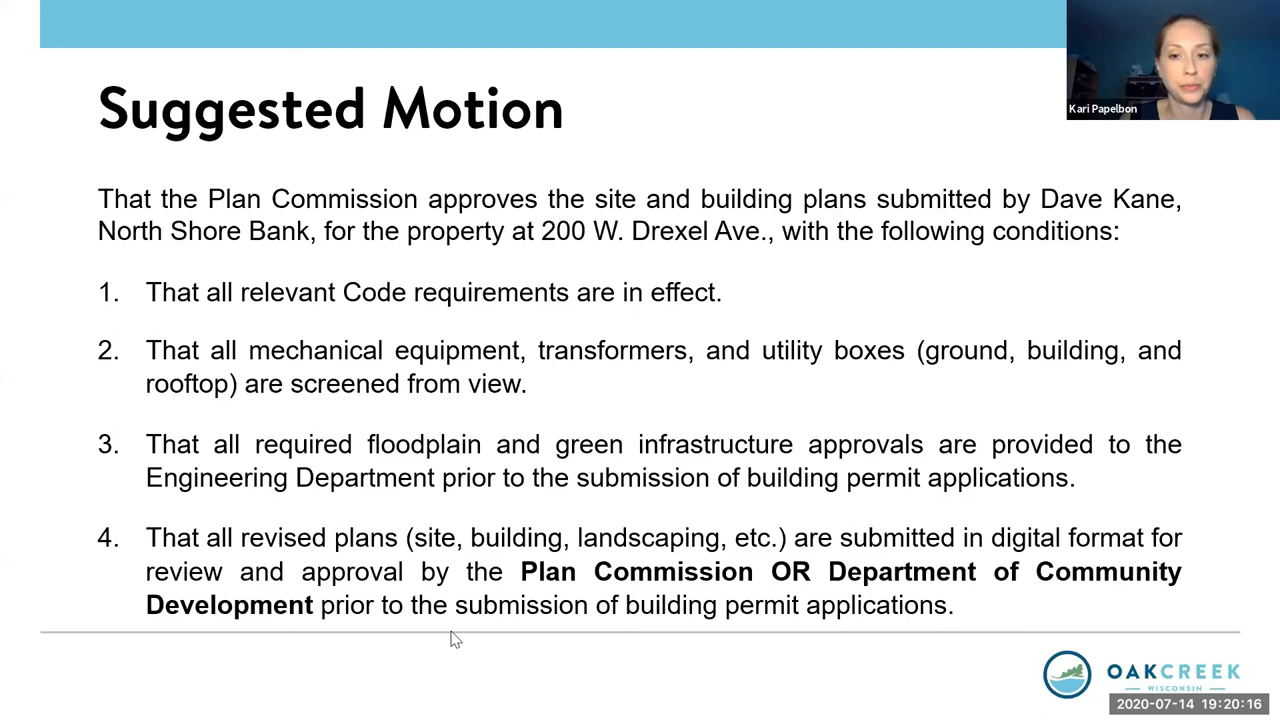 Kari Papelbon
Suggested Motion
That the Plan Commission approves the site and building plans submitted by Dave Kane,
North Shore Bank, for the property at 200 W. Drexel Ave., with the following conditions:
1. That all relevant Code requirements are in effect.
2. That all mechanical equipment, transformers, and utility boxes (ground, building, and
rooftop) are screened from view.
3. That all required floodplain and green infrastructure approvals are provided to the
Engineering Department prior to the submission of building permit applications.
4. That all revised plans (site, building, landscaping, etc.) are submitted in digital format for
review and approval by the Plan Commission OR Department of Community
Development prior to the submission of building permit applications.
OAKCREEK
WISCONSIN
2020-07-14 19:20:16